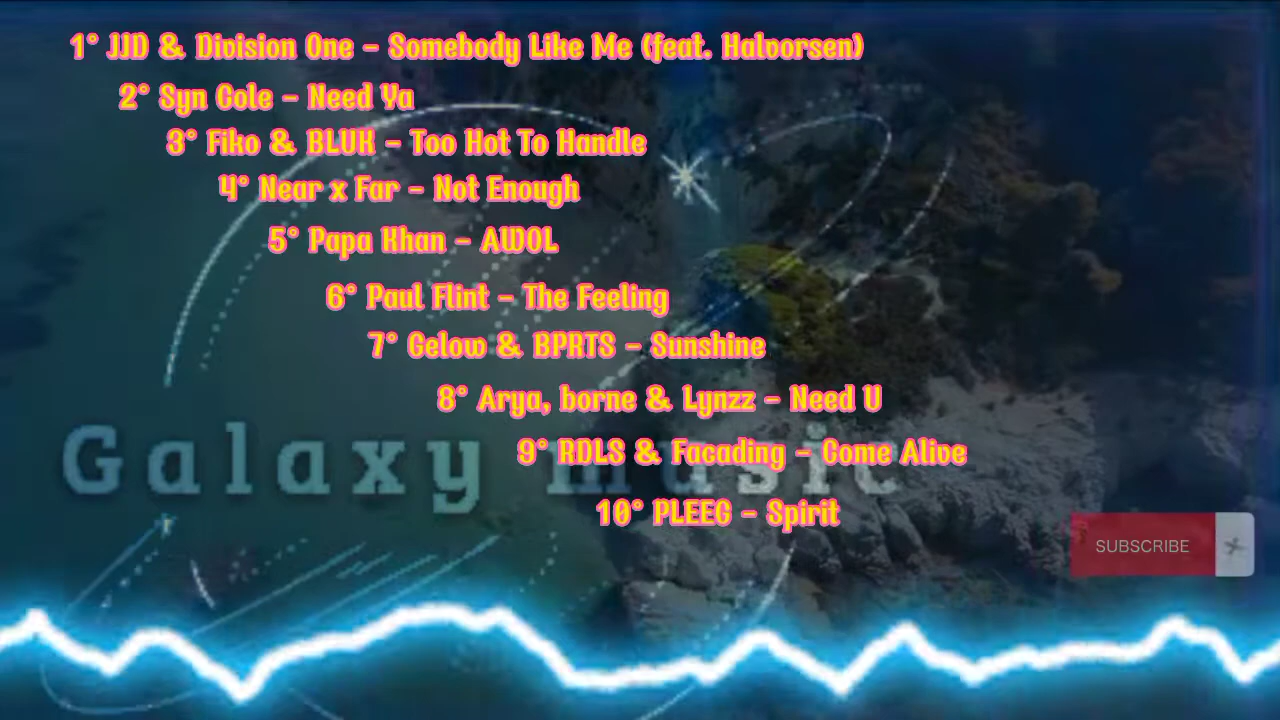 1° JJD & Division One - Somebody Like Me (feat. Halvorsen)
2° Syn Cole - Need Ya
3° Fiko & BLUK - Too Hot To Handle
4° Near x Far - Not Enough
5° Papa Khan - AWOL
6° Paul Flint - The Feeling
7° Gelow & BPRTS - Sunshine
8° Arya, borne & Lynzz - Need U
9° RDLS & Facading - Come Alive
Galaxy music
10° PLEEG - Spirit
SUBSCRIBE